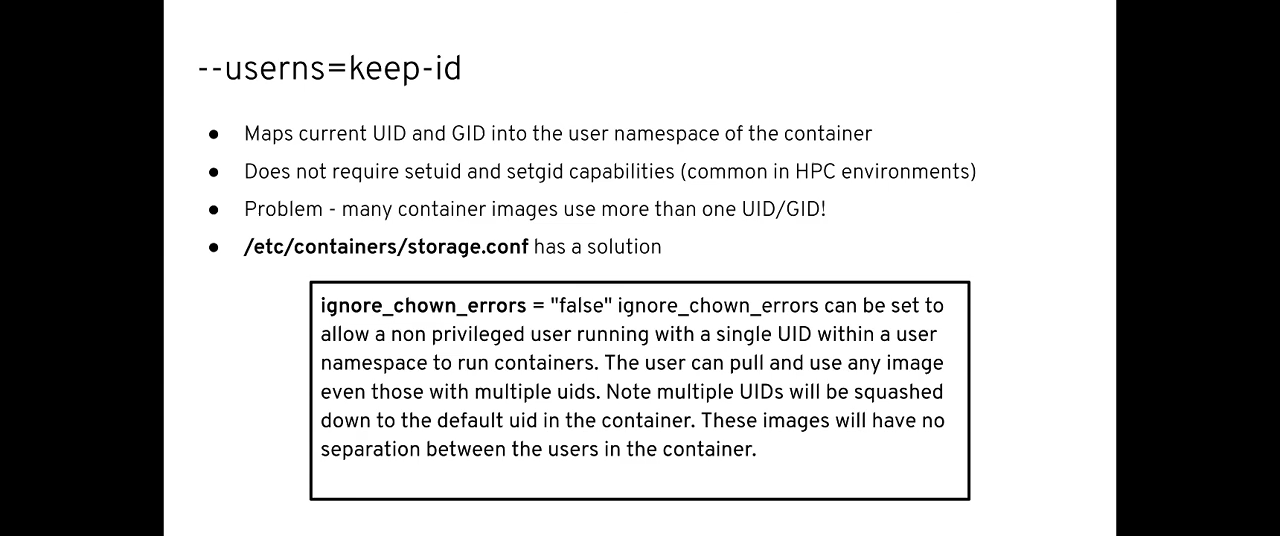 --userns=keep-id
● Maps current UID and GID into the user namespace of the container
● Does not require setuid and setgid capabilities (common in HPC environments)
● Problem - many container images use more than one UID/GID!
● /etc/containers/storage.conf has a solution
ignore_chown_errors = "false" ignore_chown_errors can be set to
allow a non privileged user running with a single UID within a user
namespace to run containers. The user can pull and use any image
even those with multiple uids. Note multiple UIDs will be squashed
down to the default uid in the container. These images will have no
separation between the users in the container.